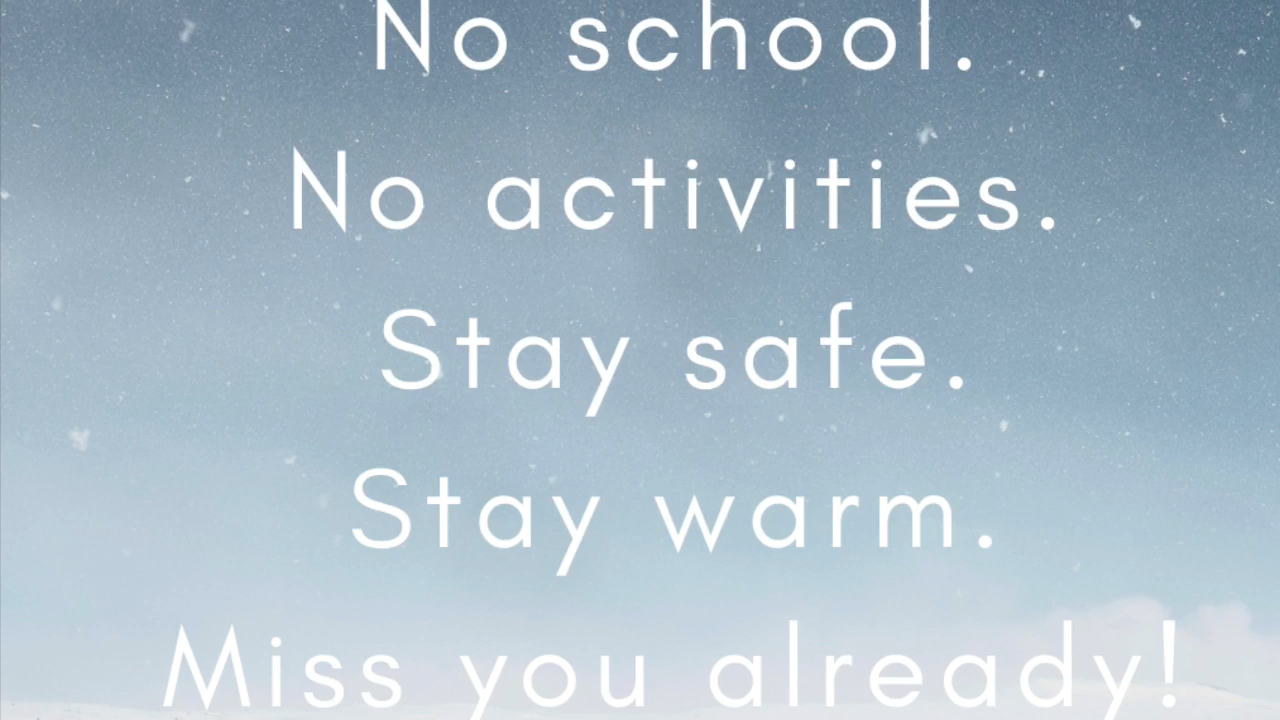 No school.
No activities.
Stay safe.
Stay warm.
Miss you already!